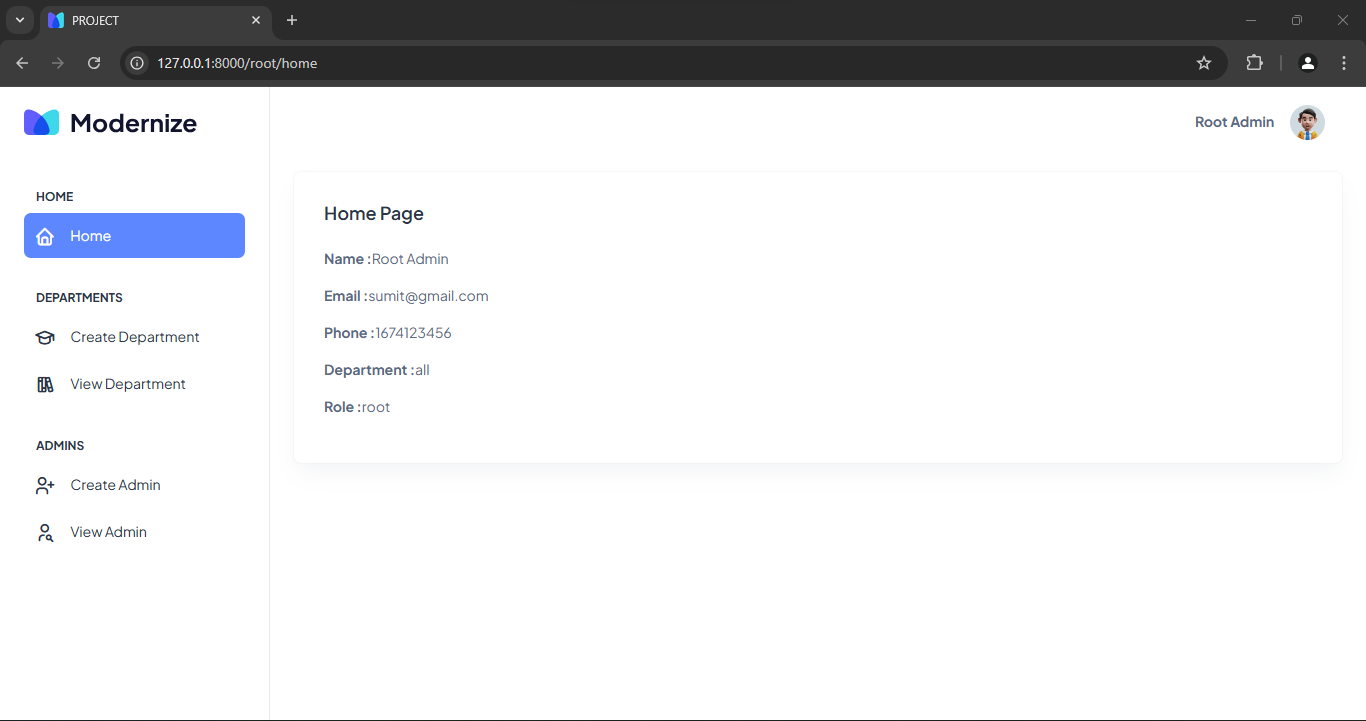 PROJECT
127.0.0.1:8000/root/home
Modernize
Root Admin
HOME
Home
DEPARTMENTS
Create Department
View Department
ADMINS
Create Admin
View Admin
Home Page
Name :Root Admin
Email :sumit@gmail.com
Phone :1674123456
Department :all
Role :root